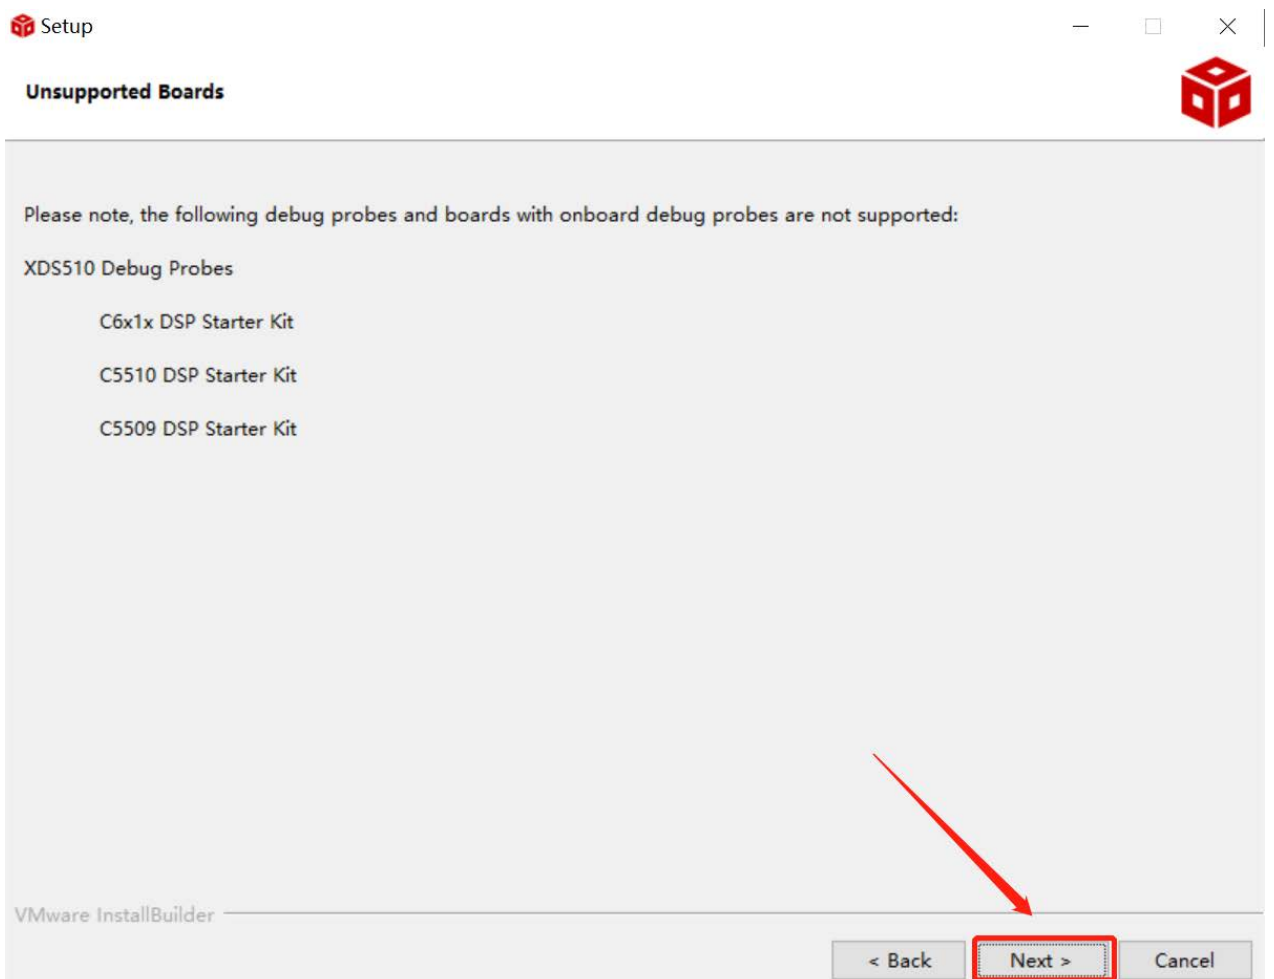 Setup
Unsupported Boards
Please note, the following debug probes and boards with onboard debug probes are not supported:
XDS510 Debug Probes
C6x1x DSP Starter Kit
C5510 DSP Starter Kit
C5509 DSP Starter Kit
VMware InstallBuilder
< Back
Next >
Cancel